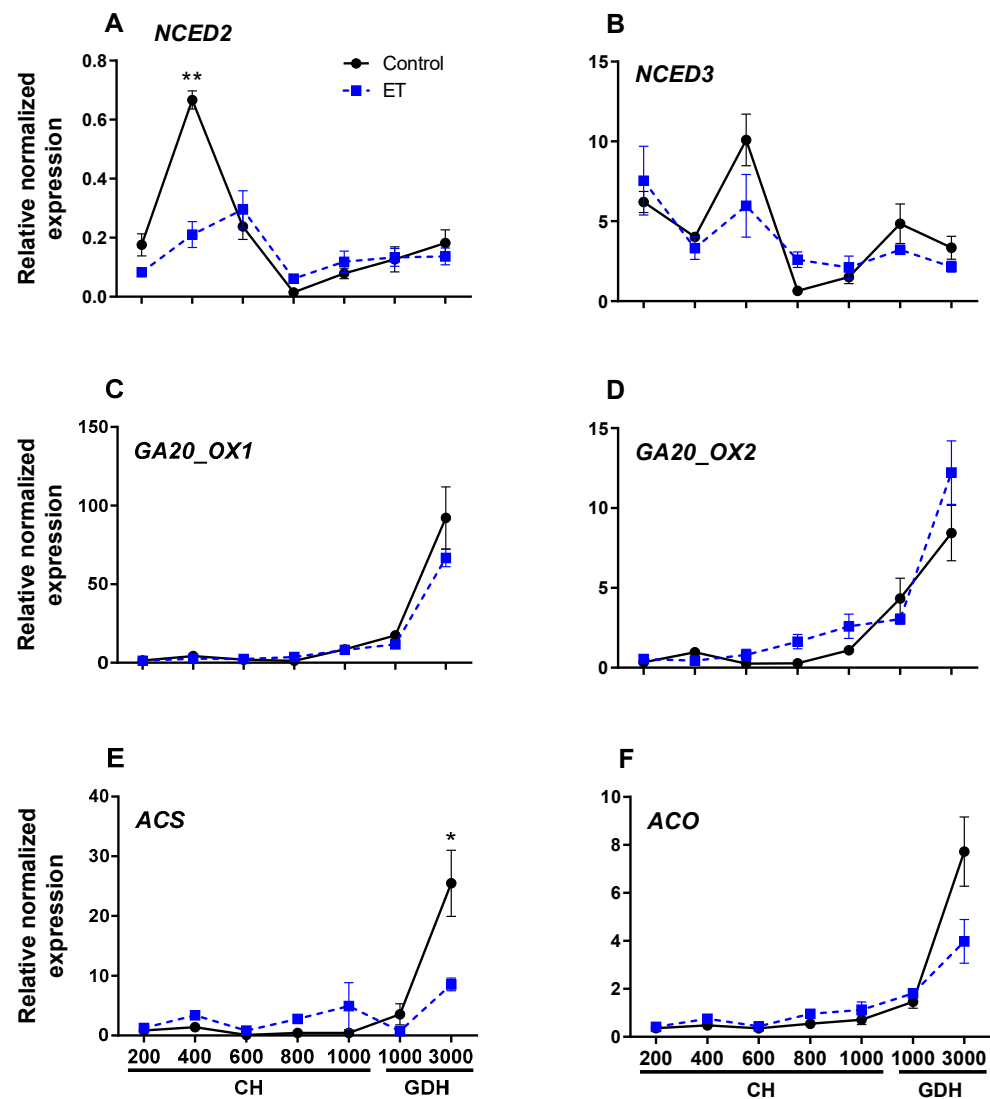 A
NCED2
Relative normalized
expression
0.8
0.6
0.4
0.2
0.0
**
Control
ET
B
NCED3
15
10
5
0
C
GA20_OX1
Relative normalized
expression
150
100
50
0
D
GA20_OX2
15
10
5
0
E
ACS
Relative normalized
expression
40
30
20
10
0
*
200 400 600 800 1000 1000 3000
CH GDH
F
ACO
10
8
6
4
2
0
200 400 600 800 1000 1000 3000
CH GDH